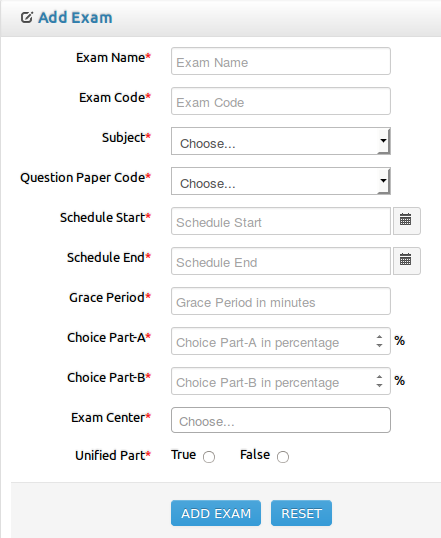 Add Exam
Exam Name* Exam Name
Exam Code* Exam Code
Subject* Choose...
Question Paper Code* Choose...
Schedule Start* Schedule Start
Schedule End* Schedule End
Grace Period* Grace Period in minutes
Choice Part-A* Choice Part-A in percentage %
Choice Part-B* Choice Part-B in percentage %
Exam Center* Choose...
Unified Part* True False
ADD EXAM RESET